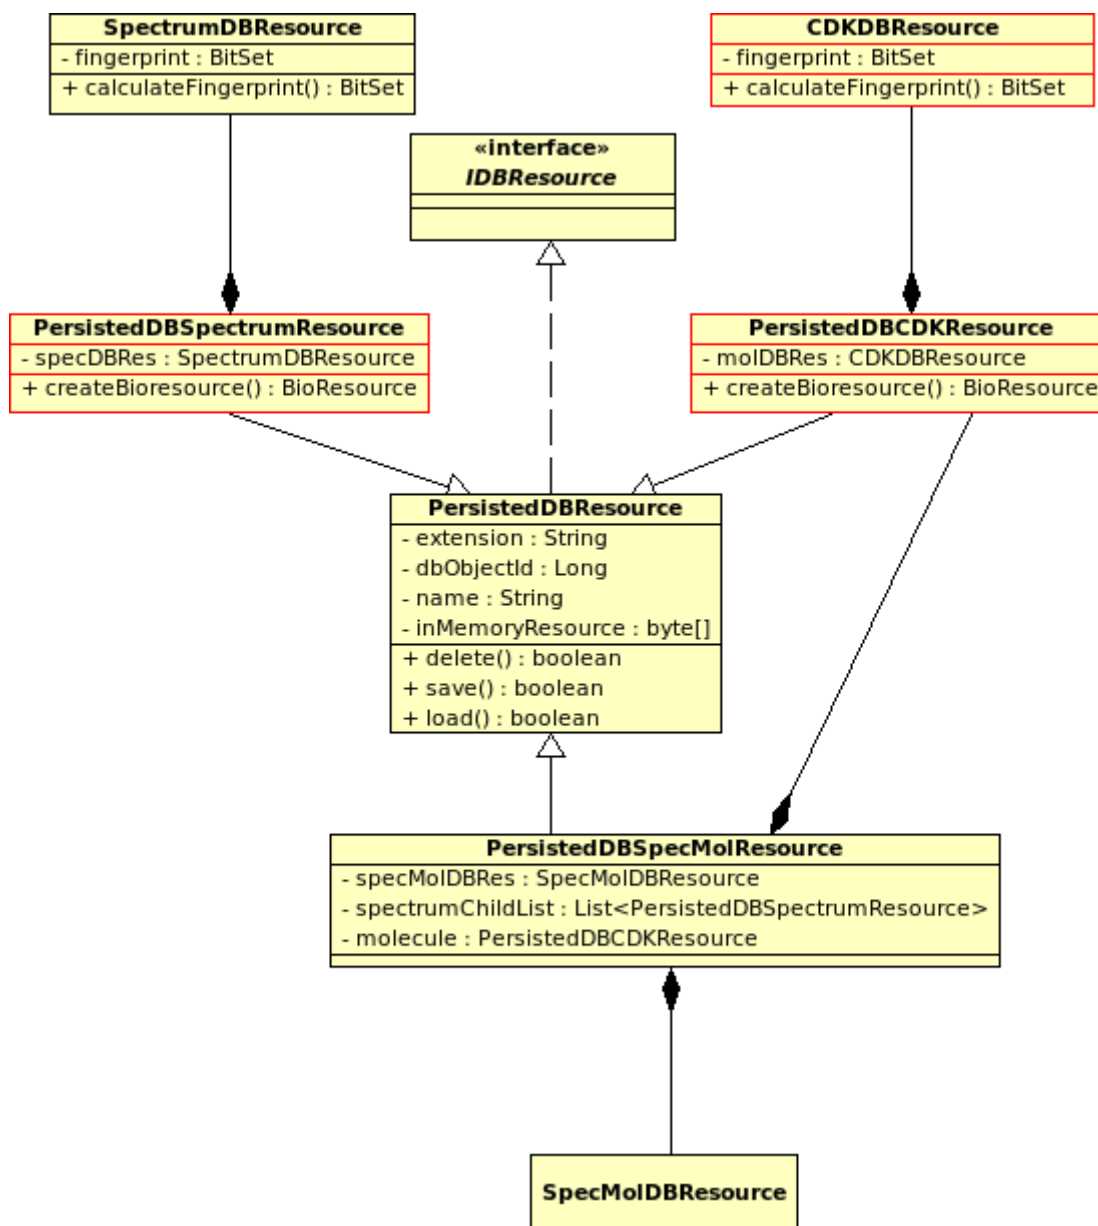 SpectrumDBResource
- fingerprint : BitSet
+ calculateFingerprint() : BitSet
CDKDBResource
- fingerprint : BitSet
+ calculateFingerprint() : BitSet
«interface»
IDBResource
PersistedDBSpectrumResource
- specDBRes : SpectrumDBResource
+ createBioresource() : BioResource
PersistedDBCDKResource
- molDBRes : CDKDBResource
+ createBioresource() : BioResource
PersistedDBResource
- extension : String
- dbObjectId : Long
- name : String
- inMemoryResource : byte[]
+ delete() : boolean
+ save() : boolean
+ load() : boolean
PersistedDBSpecMolResource
- specMolDBRes : SpecMolDBResource
- spectrumChildList : List<PersistedDBSpectrumResource>
- molecule : PersistedDBCDKResource
SpecMolDBResource